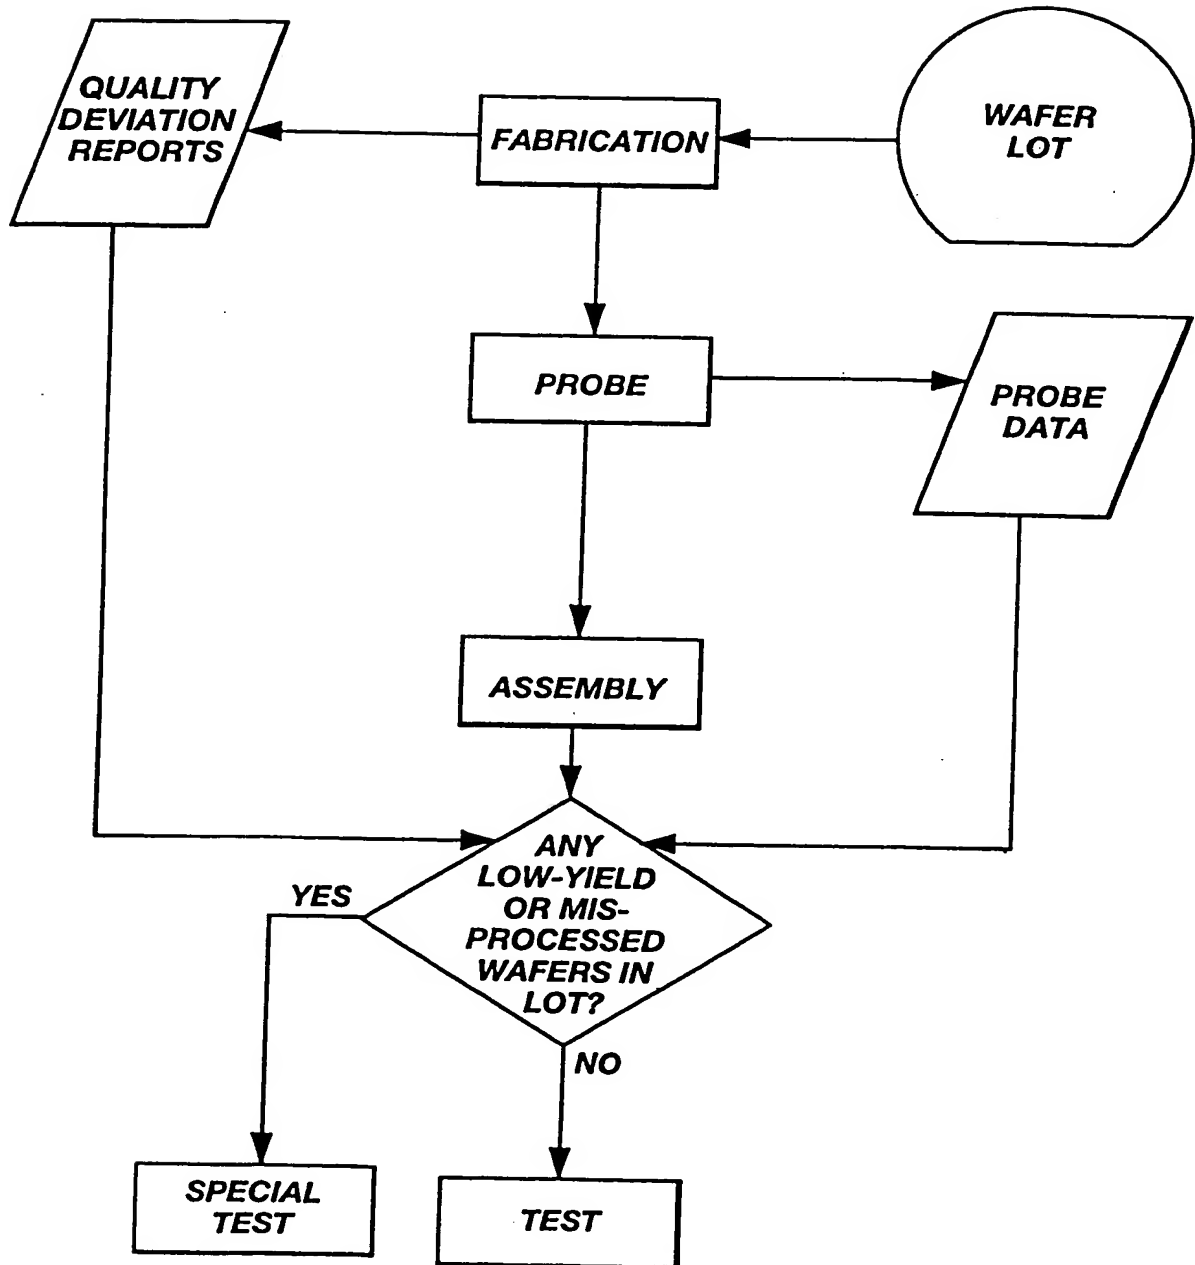 QUALITY
DEVIATION
REPORTS
FABRICATION
WAFER
LOT
PROBE
PROBE
DATA
ASSEMBLY
ANY
LOW-YIELD
OR MIS-
PROCESSED
WAFERS IN
LOT?
YES
NO
SPECIAL
TEST
TEST